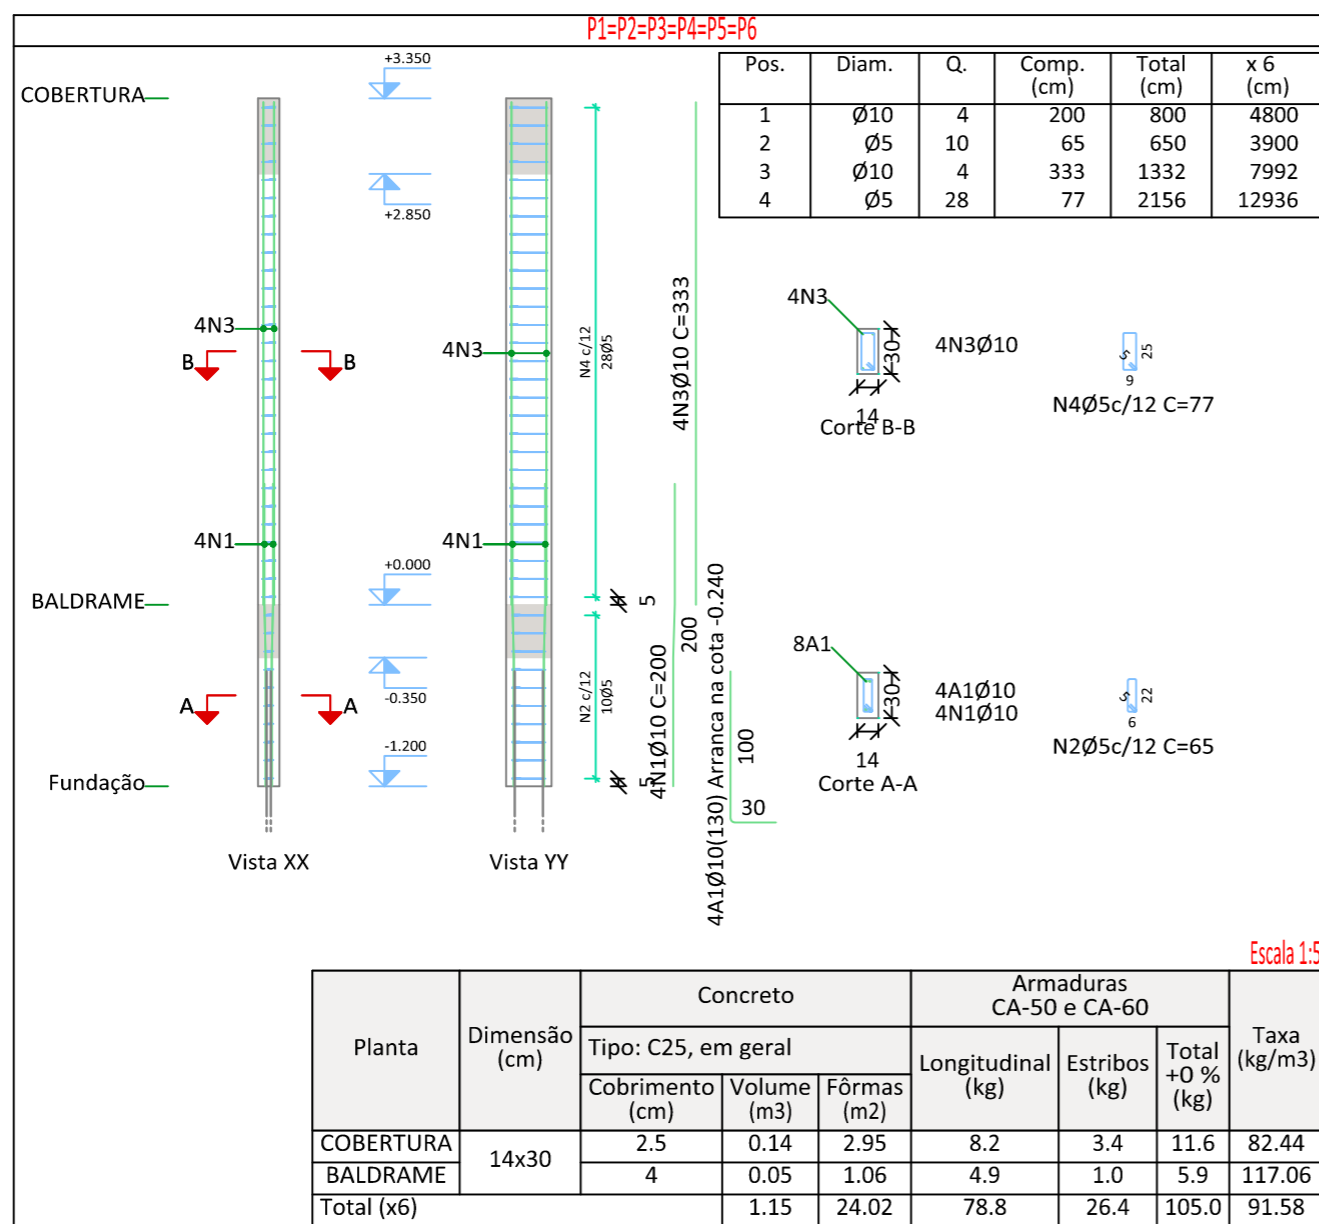 P1=P2=P3=P4=P5=P6
Pos. Diam. Q. Comp. (cm) Total (cm) x 6 (cm)
1 Ø10 4 200 800 4800
2 Ø5 10 65 650 3900
3 Ø10 4 333 1332 7992
4 Ø5 28 77 2156 12936
COBERTURA
+3.350
+2.850
4N3
B
B
4N3
N4 c/12
28Ø5
4N3Ø10 C=333
4N3
30
14
4N3Ø10
Corte B-B
5
25
9
N4Ø5c/12 C=77
4N1
4N1
+0.000
BALDRAME
5
200
-0.350
A
A
N2 c/12
10Ø5
4N1Ø10 C=200
4A1Ø10(130) Arranca na cota -0.240
100
30
8A1
30
14
4A1Ø10
4N1Ø10
Corte A-A
5
22
6
N2Ø5c/12 C=65
-1.200
Fundação
5
Vista XX
Vista YY
Escala 1:5
Planta
Dimensão (cm)
Concreto
Armaduras
CA-50 e CA-60
Taxa (kg/m3)
Tipo: C25, em geral
Longitudinal (kg)
Estribos (kg)
Total +0 % (kg)
Cobrimento (cm)
Volume (m3)
Fôrmas (m2)
COBERTURA 14x30 2.5 0.14 2.95 8.2 3.4 11.6 82.44
BALDRAME 4 0.05 1.06 4.9 1.0 5.9 117.06
Total (x6) 1.15 24.02 78.8 26.4 105.0 91.58